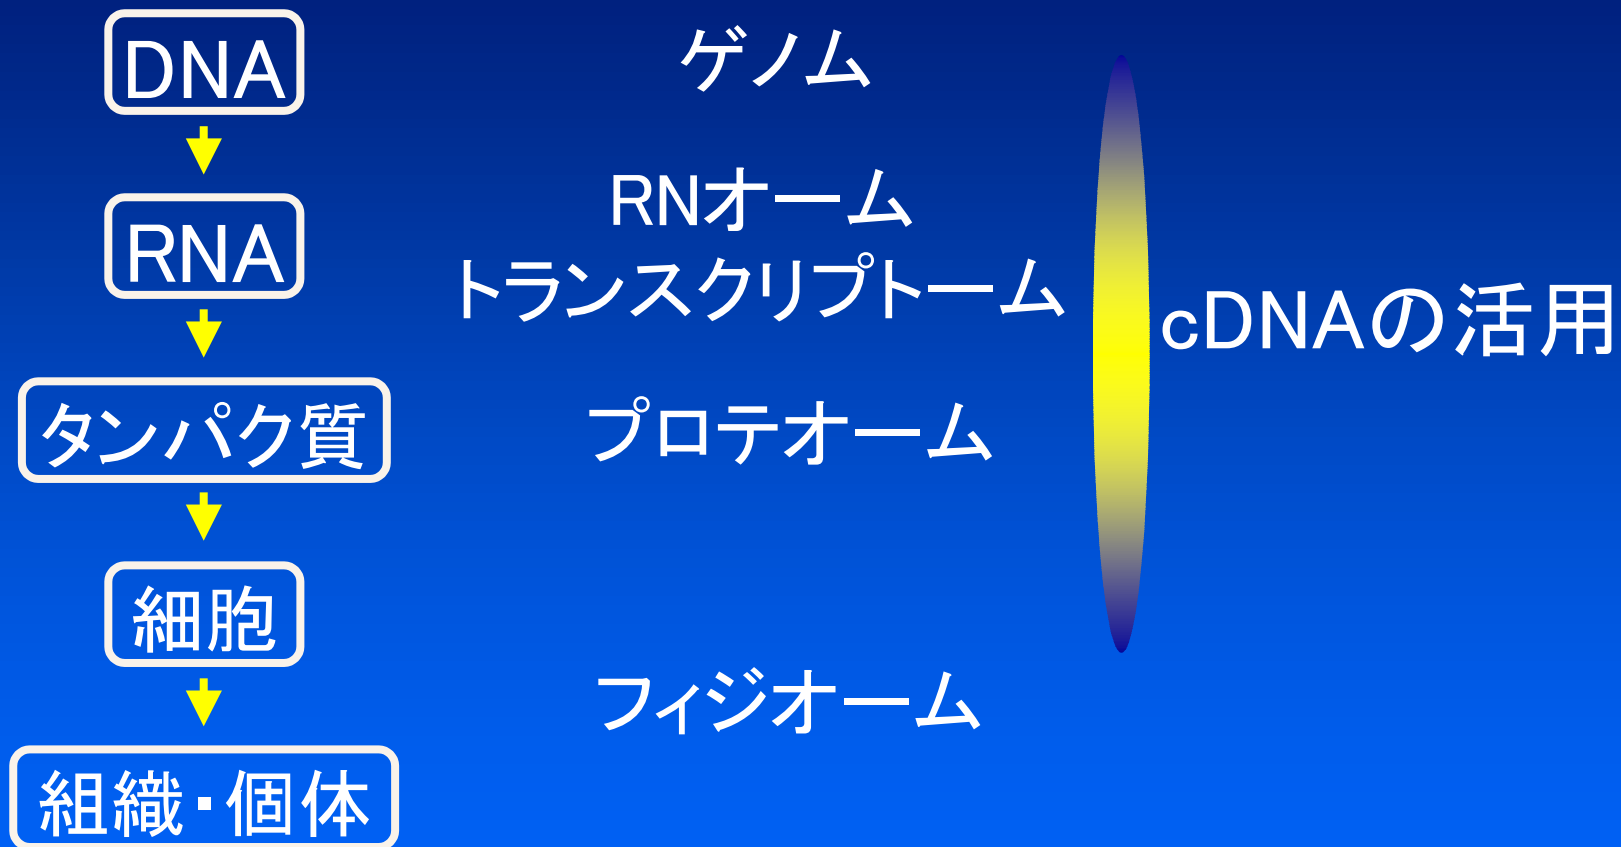 DNA
ゲノム
RNA
RNオーム
トランスクリプトーム
cDNAの活用
タンパク質
プロテオーム
細胞
フィジオーム
組織・個体